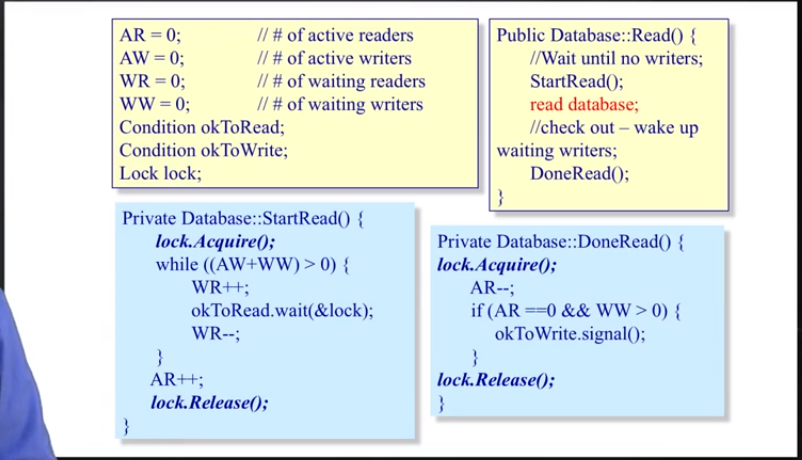 AR = 0; // # of active readers
AW = 0; // # of active writers
WR = 0; // # of waiting readers
WW = 0; // # of waiting writers
Condition okToRead;
Condition okToWrite;
Lock lock;
Public Database::Read() {
//Wait until no writers;
StartRead();
read database;
//check out – wake up
waiting writers;
DoneRead();
}
Private Database::StartRead() {
lock.Acquire();
while ((AW+WW) > 0) {
WR++;
okToRead.wait(&lock);
WR--;
}
AR++;
lock.Release();
}
Private Database::DoneRead() {
lock.Acquire();
AR--;
if (AR ==0 && WW > 0) {
okToWrite.signal();
}
lock.Release();
}